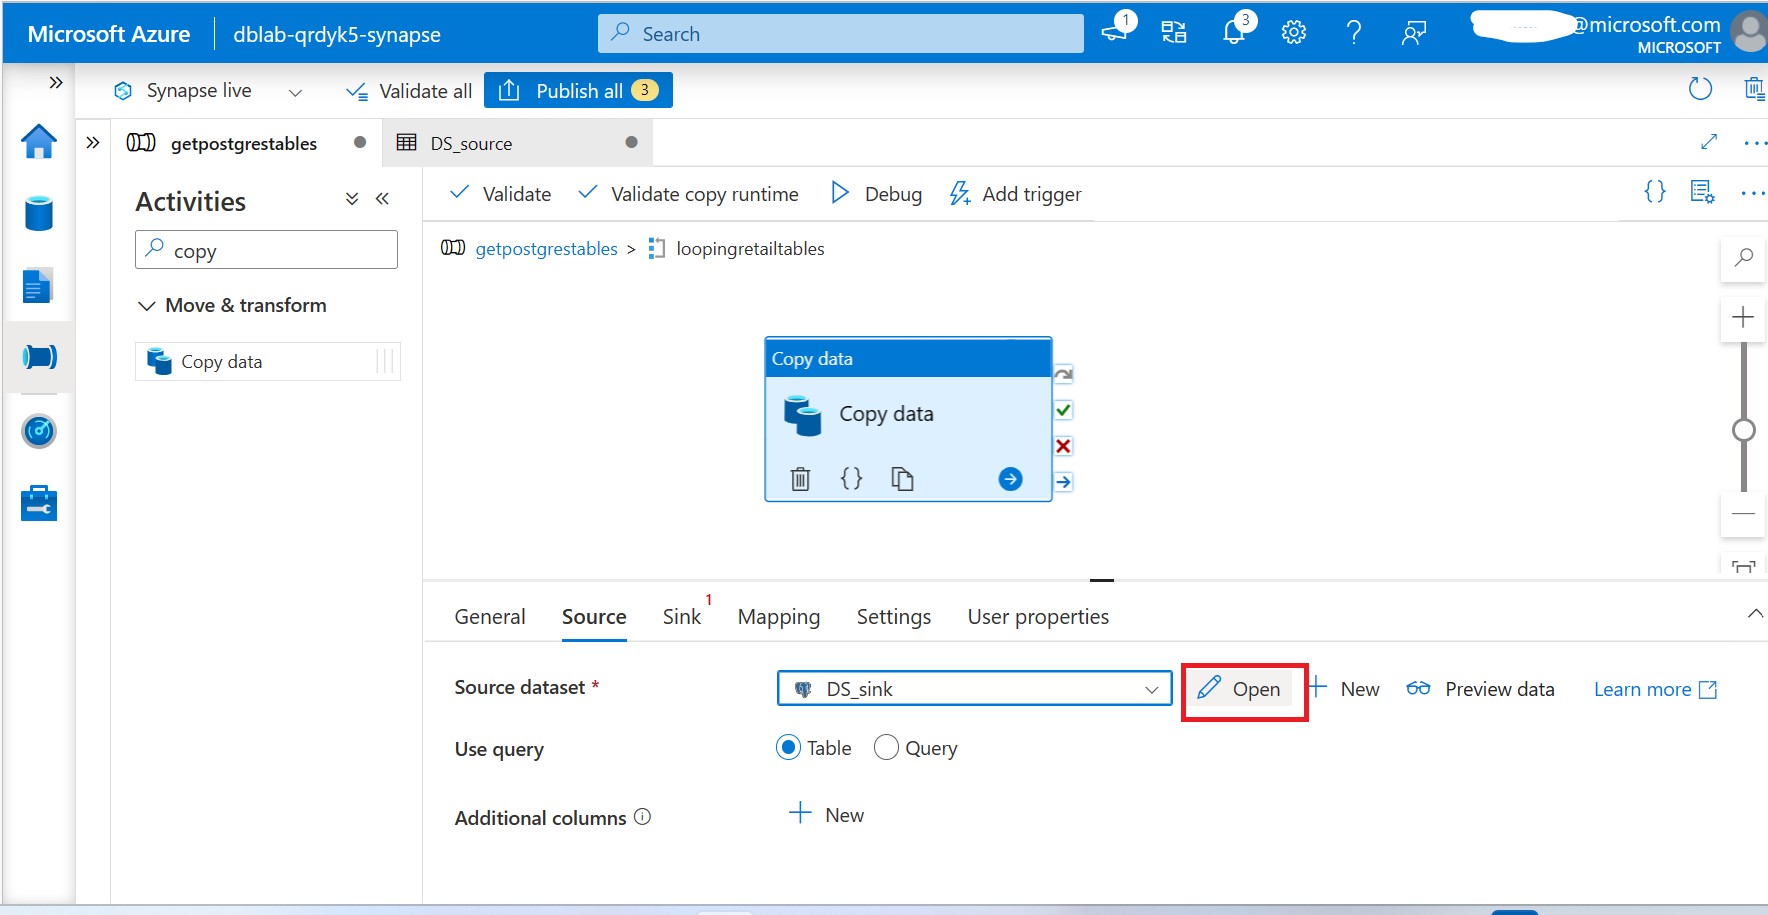 Microsoft Azure | dblab-qrdyk5-synapse
Search
1
3
@microsoft.com
MICROSOFT
Synapse live
Validate all
Publish all 3
getpostgrestables
DS_source
Activities
copy
Move & transform
Copy data
Validate
Validate copy runtime
Debug
Add trigger
getpostgrestables > loopingretailtables
Copy data
Copy data
General
Source
Sink 1
Mapping
Settings
User properties
Source dataset *
DS_sink
Open
New
Preview data
Learn more
Use query
Table
Query
Additional columns
New